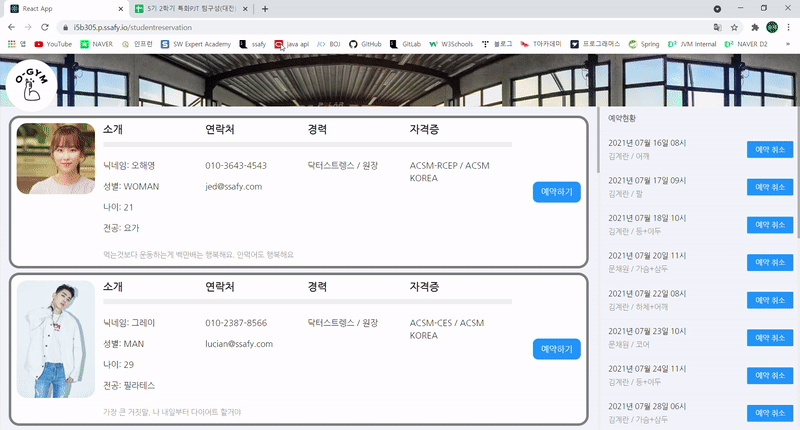 React App
5기 2학기 특화PJT 팀구성(대전
i5b305.p.ssafy.io/studentreservation
앱
YouTube
NAVER
인프런
SW Expert Academy
ssafy
java api
BOJ
GitHub
GitLab
W3Schools
블로그
T아카데미
프로그래머스
Spring
JVM Internal
NAVER D2
»
O-GYM
소개
연락처
경력
자격증
닉네임: 오해영
010-3643-4543
닥터스트렝스 / 원장
ACSM-RCEP / ACSM
KOREA
성별: WOMAN
jed@ssafy.com
나이: 21
전공: 요가
먹는것보다 운동하는게 백만배는 행복해요. 안먹어도 행복해요
예약하기
소개
연락처
경력
자격증
닉네임: 그레이
010-2387-8566
닥터스트렝스 / 원장
ACSM-CES / ACSM
KOREA
성별: MAN
lucian@ssafy.com
나이: 29
전공: 필라테스
가장 큰 거짓말, 나 내일부터 다이어트 할거야
예약하기
예약현황
2021년 07월 16일 08시
김계란 / 어깨
예약 취소
2021년 07월 17일 09시
김계란 / 팔
예약 취소
2021년 07월 18일 10시
김계란 / 등+이두
예약 취소
2021년 07월 20일 11시
문채원 / 가슴+삼두
예약 취소
2021년 07월 22일 08시
김계란 / 하체+어깨
예약 취소
2021년 07월 23일 10시
문채원 / 코어
예약 취소
2021년 07월 24일 11시
김계란 / 등+이두
예약 취소
2021년 07월 28일 06시
김계란 / 가슴+삼두
예약 취소